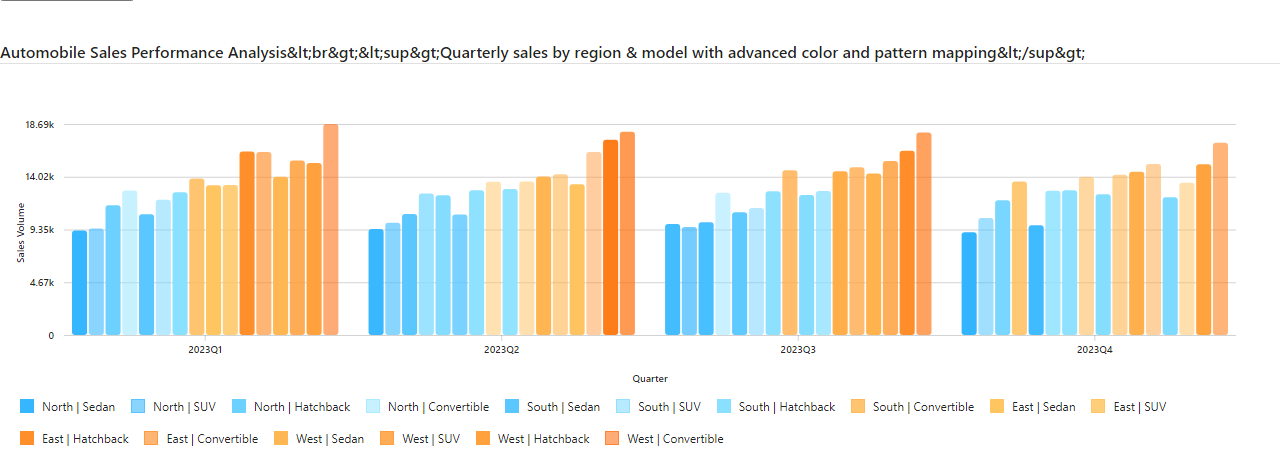 Automobile Sales Performance Analysis&lt;br&gt;&lt;sup&gt;Quarterly sales by region & model with advanced color and pattern mapping&lt;/sup&gt;
18.69k
14.02k
9.35k
4.67k
0
Sales Volume
2023Q1 2023Q2 2023Q3 2023Q4
Quarter
North | Sedan North | SUV North | Hatchback North | Convertible South | Sedan South | SUV South | Hatchback South | Convertible East | Sedan East | SUV
East | Hatchback East | Convertible West | Sedan West | SUV West | Hatchback West | Convertible